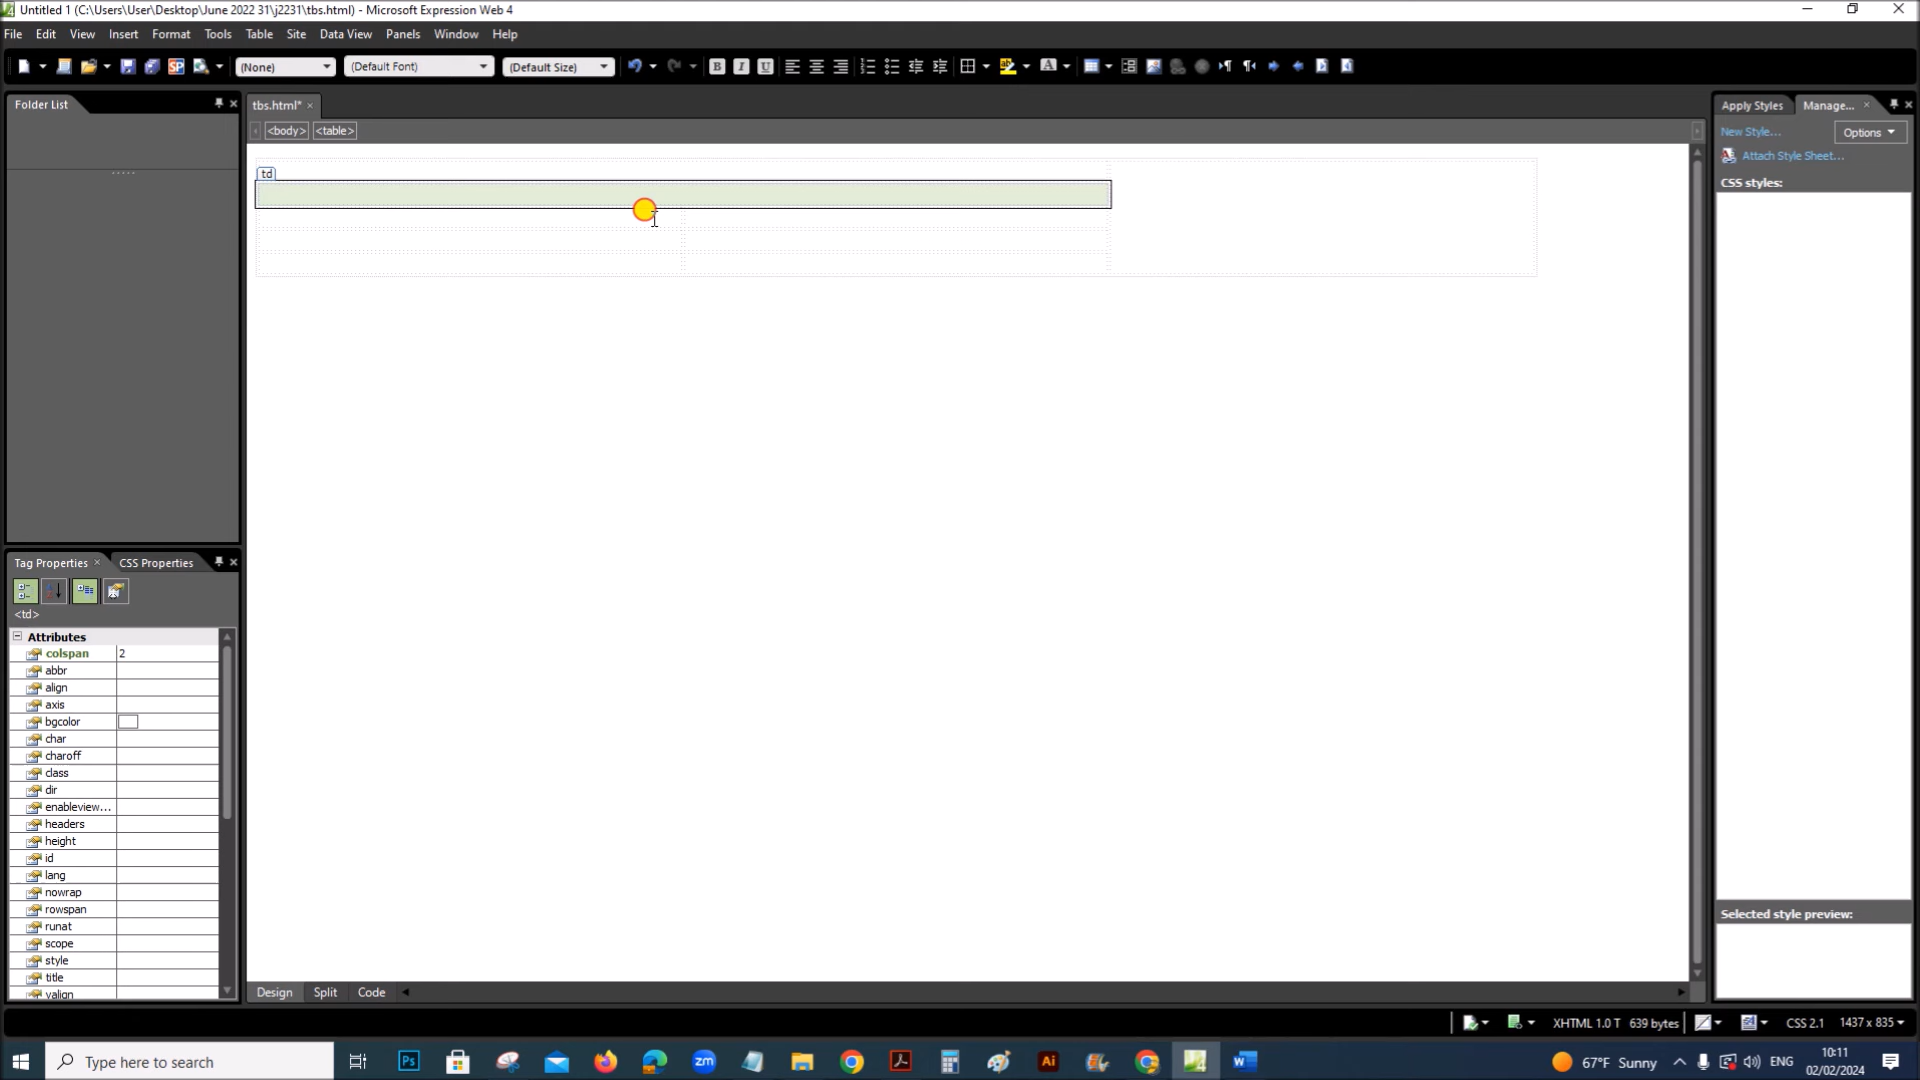 Untitled 1 (C:\Users\User\Desktop\June 2022 31\j2231\tbs.html) - Microsoft Expression Web 4
File Edit View Insert Format Tools Table Site Data View Panels Window Help
(None) (Default Font) (Default Size)
Folder List
tbs.html*
<body> <table>
Apply Styles Manage...
New Style... Options
Attach Style Sheet...
CSS styles:
td
Tag Properties CSS Properties
<td>
Attributes
colspan 2
abbr
align
axis
bgcolor
char
charoff
class
dir
enableview...
headers
height
id
lang
nowrap
rowspan
runat
scope
style
title
valign
Selected style preview:
Design Split Code
XHTML 1.0 T 639 bytes CSS 2.1 1437 x 835
Type here to search
Ps
zm
Ai
67°F Sunny
ENG
10:11
02/02/2024